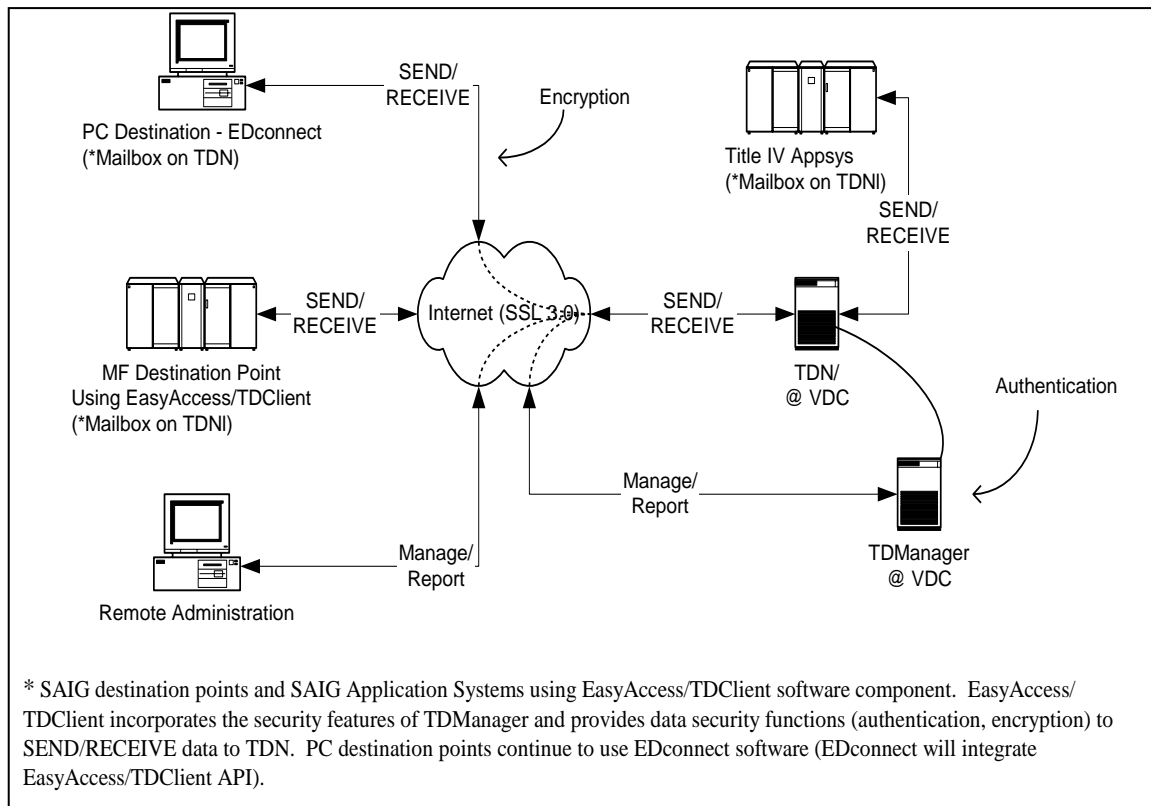 SEND/
RECEIVE
Encryption
PC Destination - EDconnect
(*Mailbox on TDN)
Title IV Appsys
(*Mailbox on TDNI)
SEND/
RECEIVE
SEND/
RECEIVE
Internet (SSL 3.0)
SEND/
RECEIVE
MF Destination Point
Using EasyAccess/TDClient
(*Mailbox on TDNI)
TDN/
@ VDC
Authentication
Manage/
Report
Manage/
Report
TDManager
@ VDC
Remote Administration
* SAIG destination points and SAIG Application Systems using EasyAccess/TDClient software component.  EasyAccess/
TDClient incorporates the security features of TDManager and provides data security functions (authentication, encryption) to
SEND/RECEIVE data to TDN.  PC destination points continue to use EDconnect software (EDconnect will integrate
EasyAccess/TDClient API).